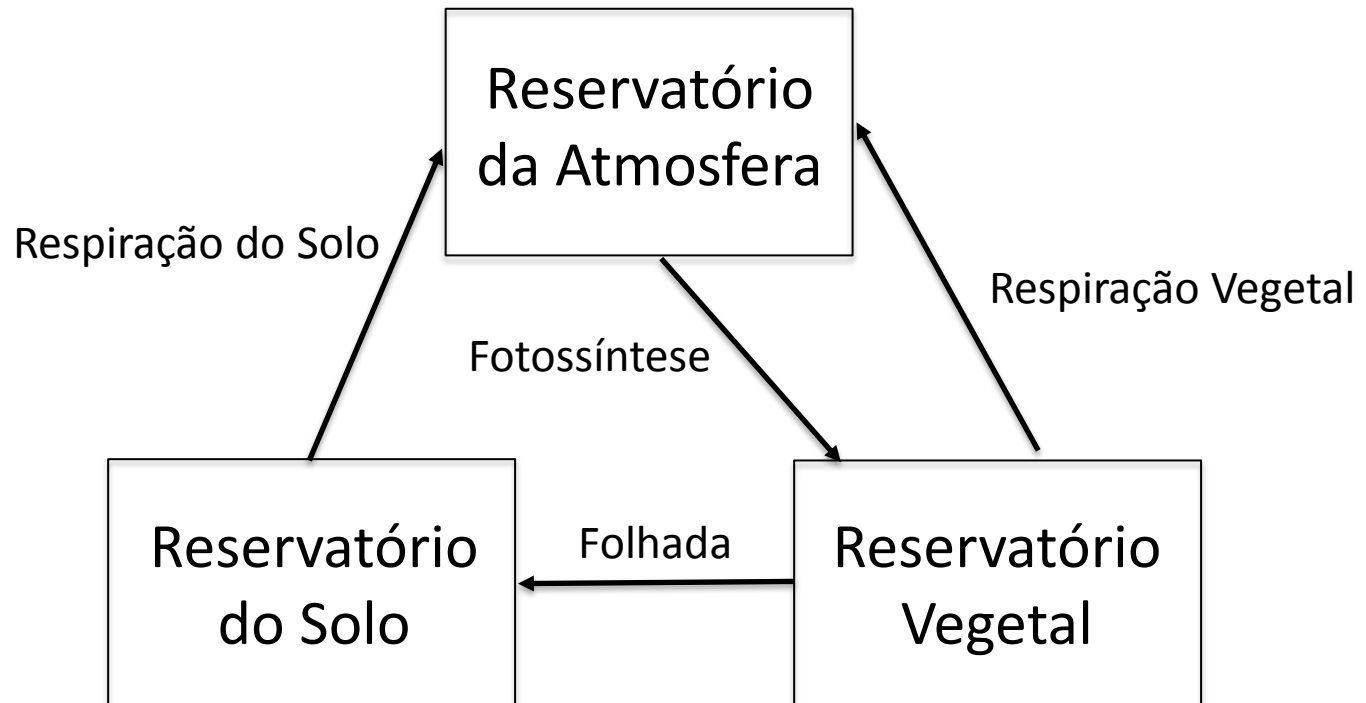 Reservatório
da Atmosfera
Respiração do Solo
Respiração Vegetal
Fotossíntese
Reservatório
do Solo
Folhada
Reservatório
Vegetal